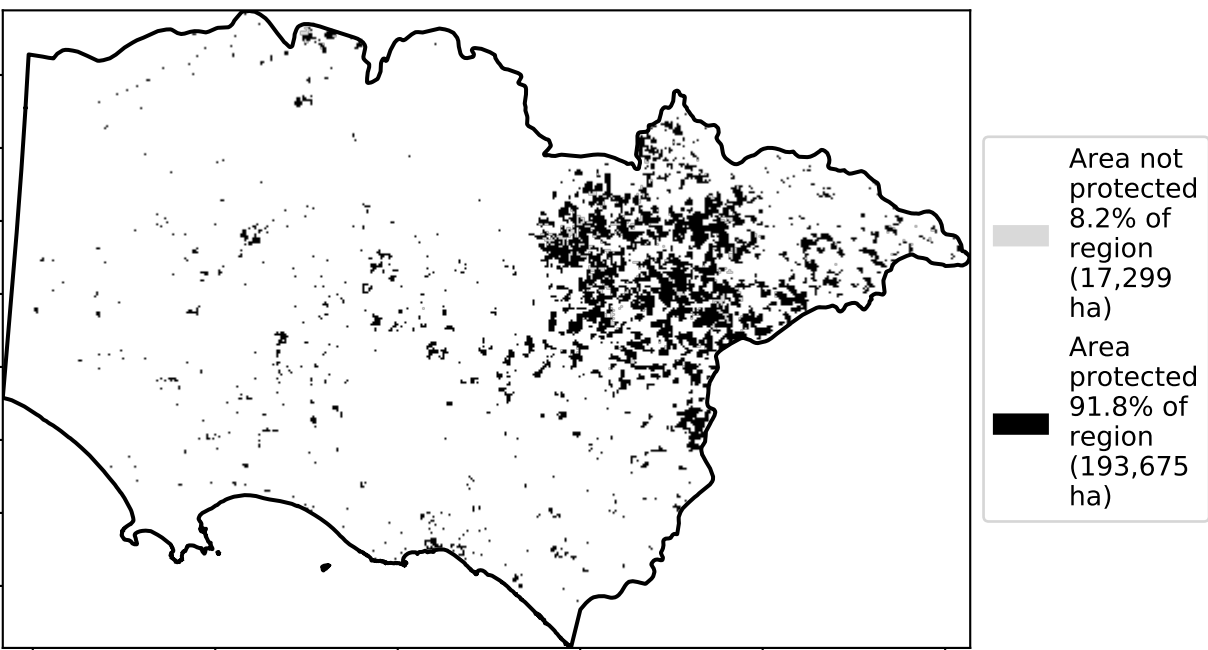 Area not
protected
8.2% of
region
(17,299
ha)
Area
protected
91.8% of
region
(193,675
ha)